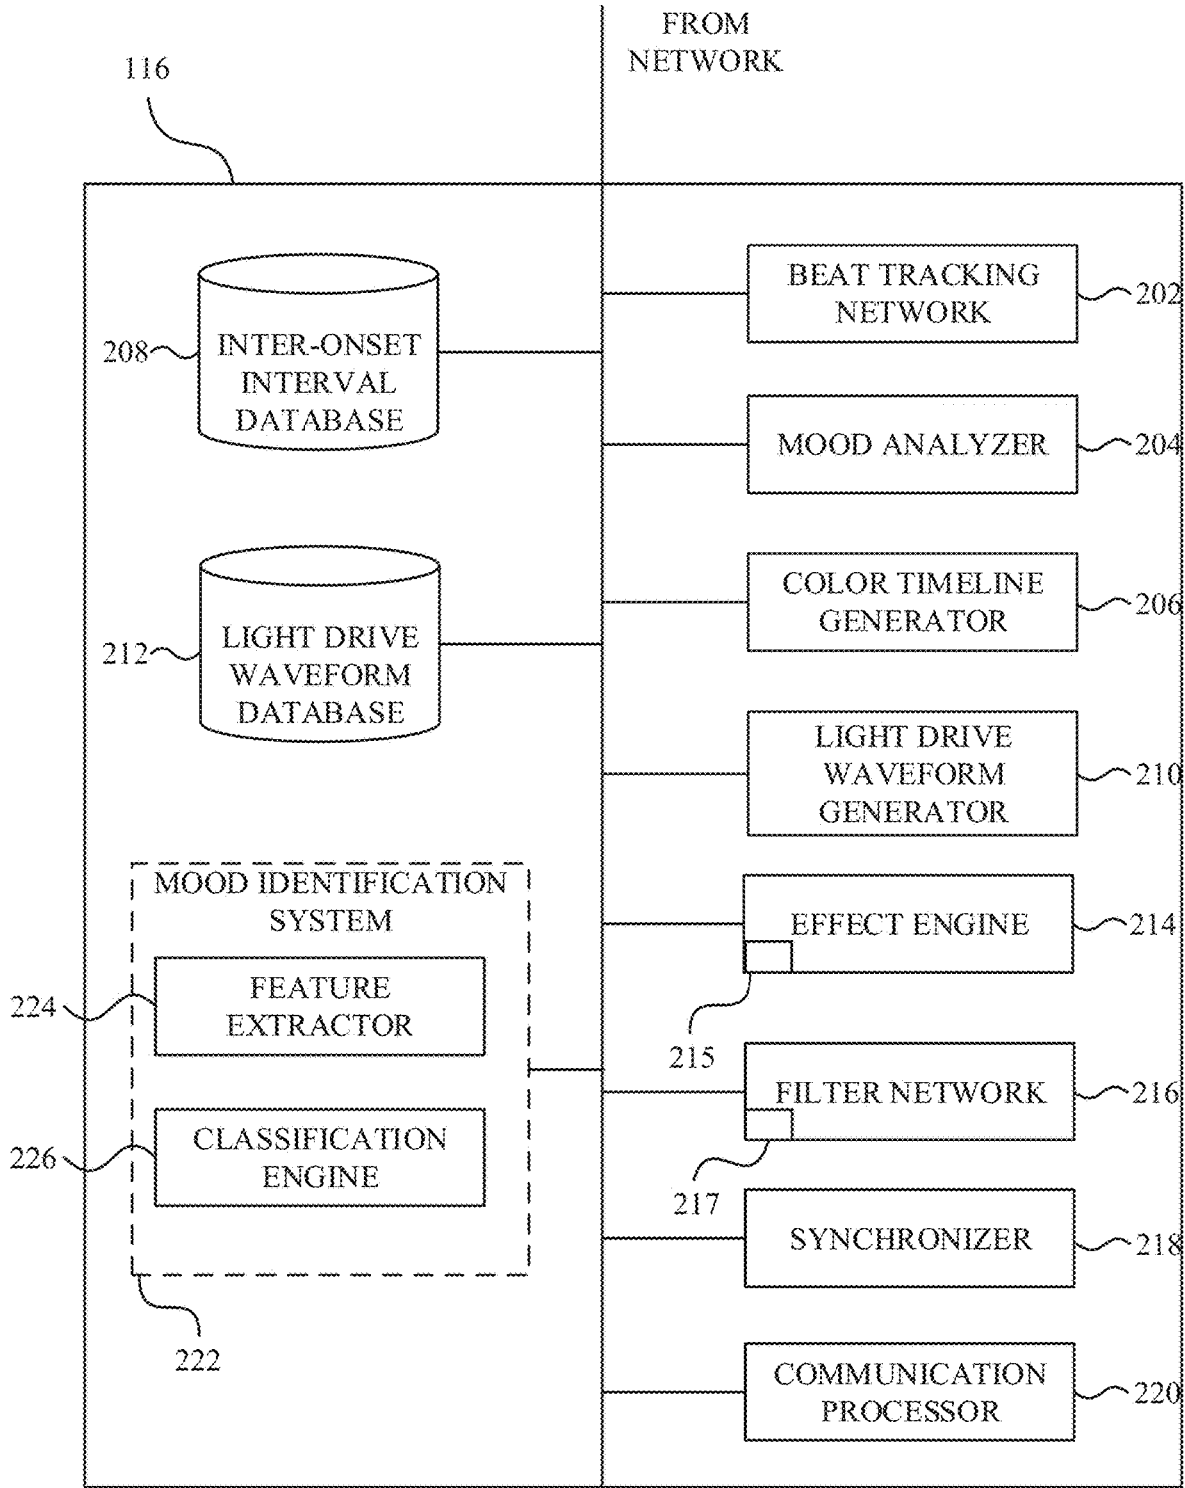 FROM
NETWORK
116
208
INTER-ONSET
INTERVAL
DATABASE
212
LIGHT DRIVE
WAVEFORM
DATABASE
MOOD IDENTIFICATION
SYSTEM
224
FEATURE
EXTRACTOR
226
CLASSIFICATION
ENGINE
222
BEAT TRACKING
NETWORK
202
MOOD ANALYZER
204
COLOR TIMELINE
GENERATOR
206
LIGHT DRIVE
WAVEFORM
GENERATOR
210
EFFECT ENGINE
214
215
FILTER NETWORK
216
217
SYNCHRONIZER
218
COMMUNICATION
PROCESSOR
220